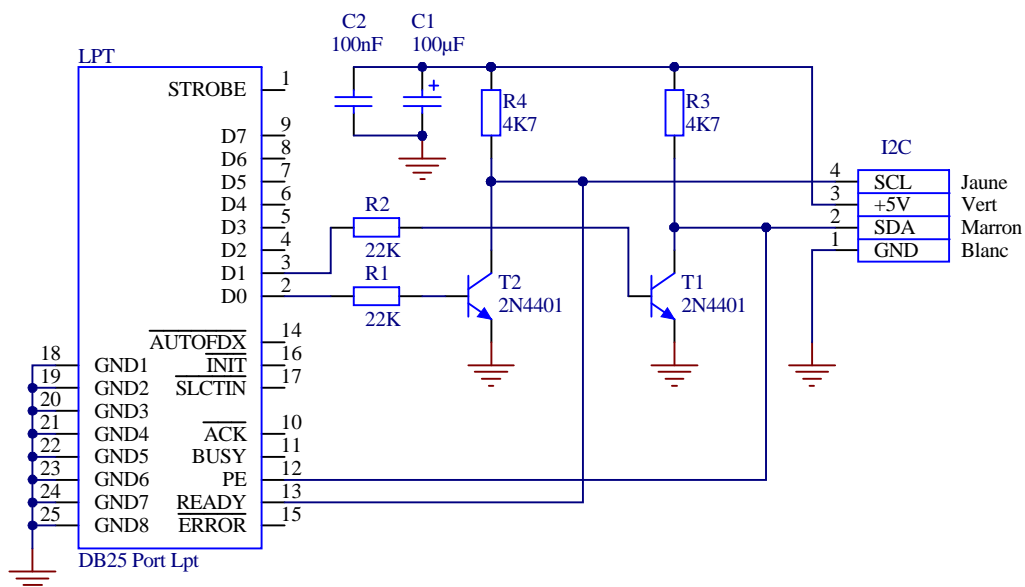 C2
100nF
C1
100µF
LPT
STROBE 1
D7 9
D6 8
D5 7
D4 6
D3 5
D2 4
D1 3
D0 2
AUTOFDX 14
INIT 16
SLCTIN 17
ACK 10
BUSY 11
PE 12
READY 13
ERROR 15
18 GND1
19 GND2
20 GND3
21 GND4
22 GND5
23 GND6
24 GND7
25 GND8
DB25 Port Lpt
R2
22K
R1
22K
R4
4K7
R3
4K7
T2
2N4401
T1
2N4401
+
I2C
4 SCL Jaune
3 +5V Vert
2 SDA Marron
1 GND Blanc